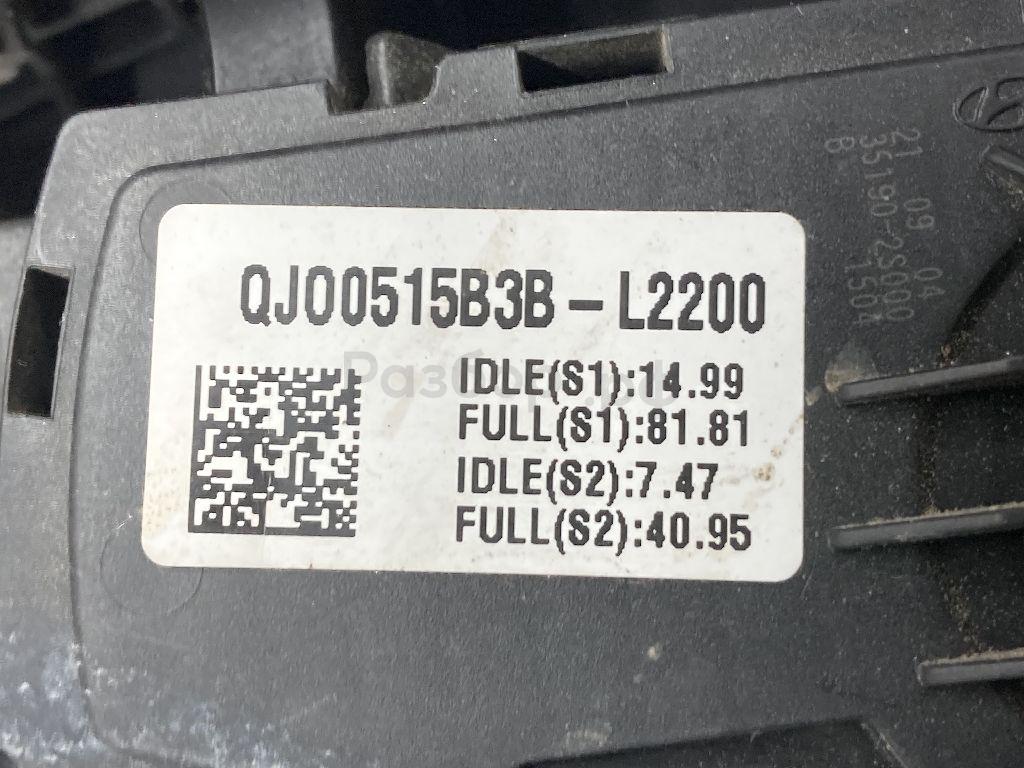 QJ00515B3B-L2200
IDLE(S1):14.99
FULL(S1):81.81
IDLE(S2):7.47
FULL(S2):40.95
21 09 04
35190-2S000
B 1504